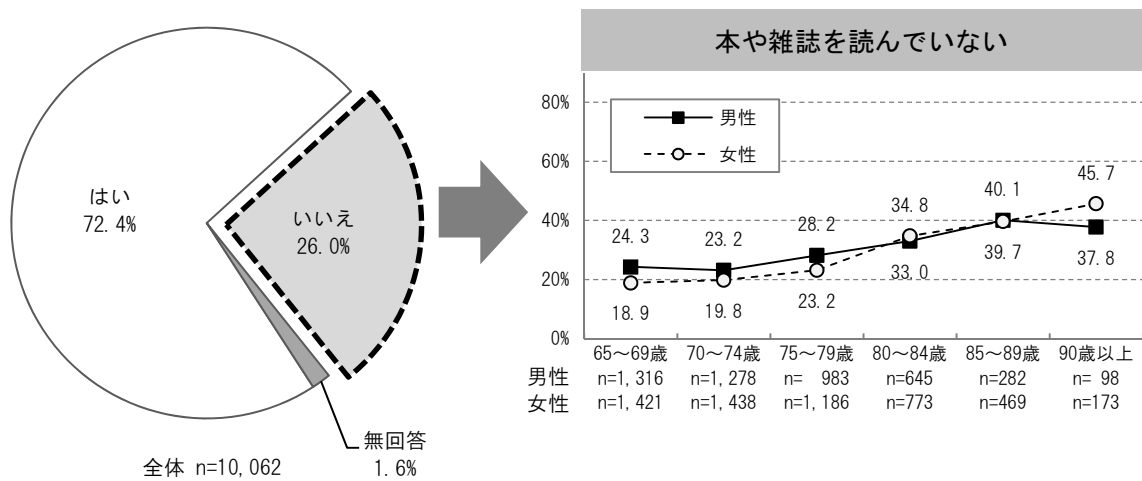 はい
72.4%
いいえ
26.0%
無回答
1.6%
全体 n=10,062
本や雑誌を読んでいない
80%
60%
40%
20%
0%
男性
女性
24.3
23.2
28.2
34.8
40.1
45.7
18.9
19.8
23.2
33.0
39.7
37.8
65～69歳 70～74歳 75～79歳 80～84歳 85～89歳 90歳以上
男性 n=1,316 n=1,278 n= 983 n=645 n=282 n= 98
女性 n=1,421 n=1,438 n=1,186 n=773 n=469 n=173